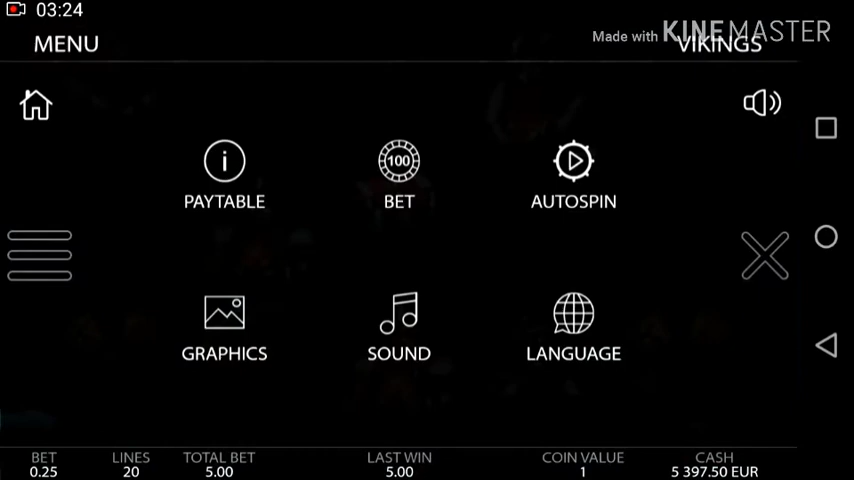 03:24
Made with KINEMASTER
MENU
VIKINGS
i
100
PAYTABLE
BET
AUTOSPIN
GRAPHICS
SOUND
LANGUAGE
BET LINES TOTAL BET LAST WIN COIN VALUE CASH
0.25 20 5.00 5.00 1 5 397.50 EUR